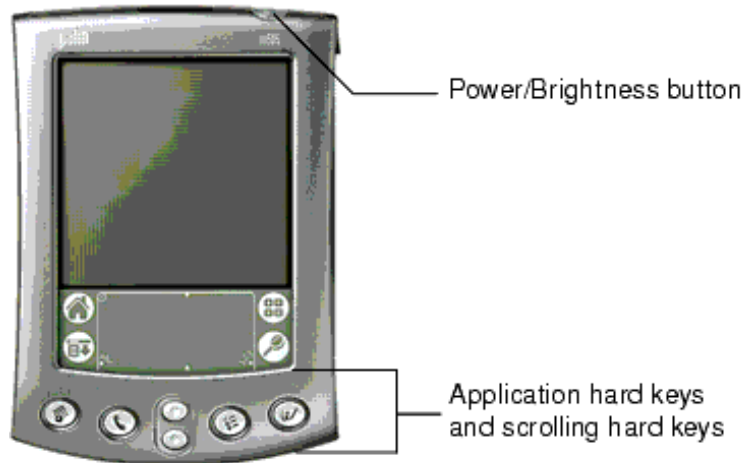 Power/Brightness button
Application hard keys
and scrolling hard keys